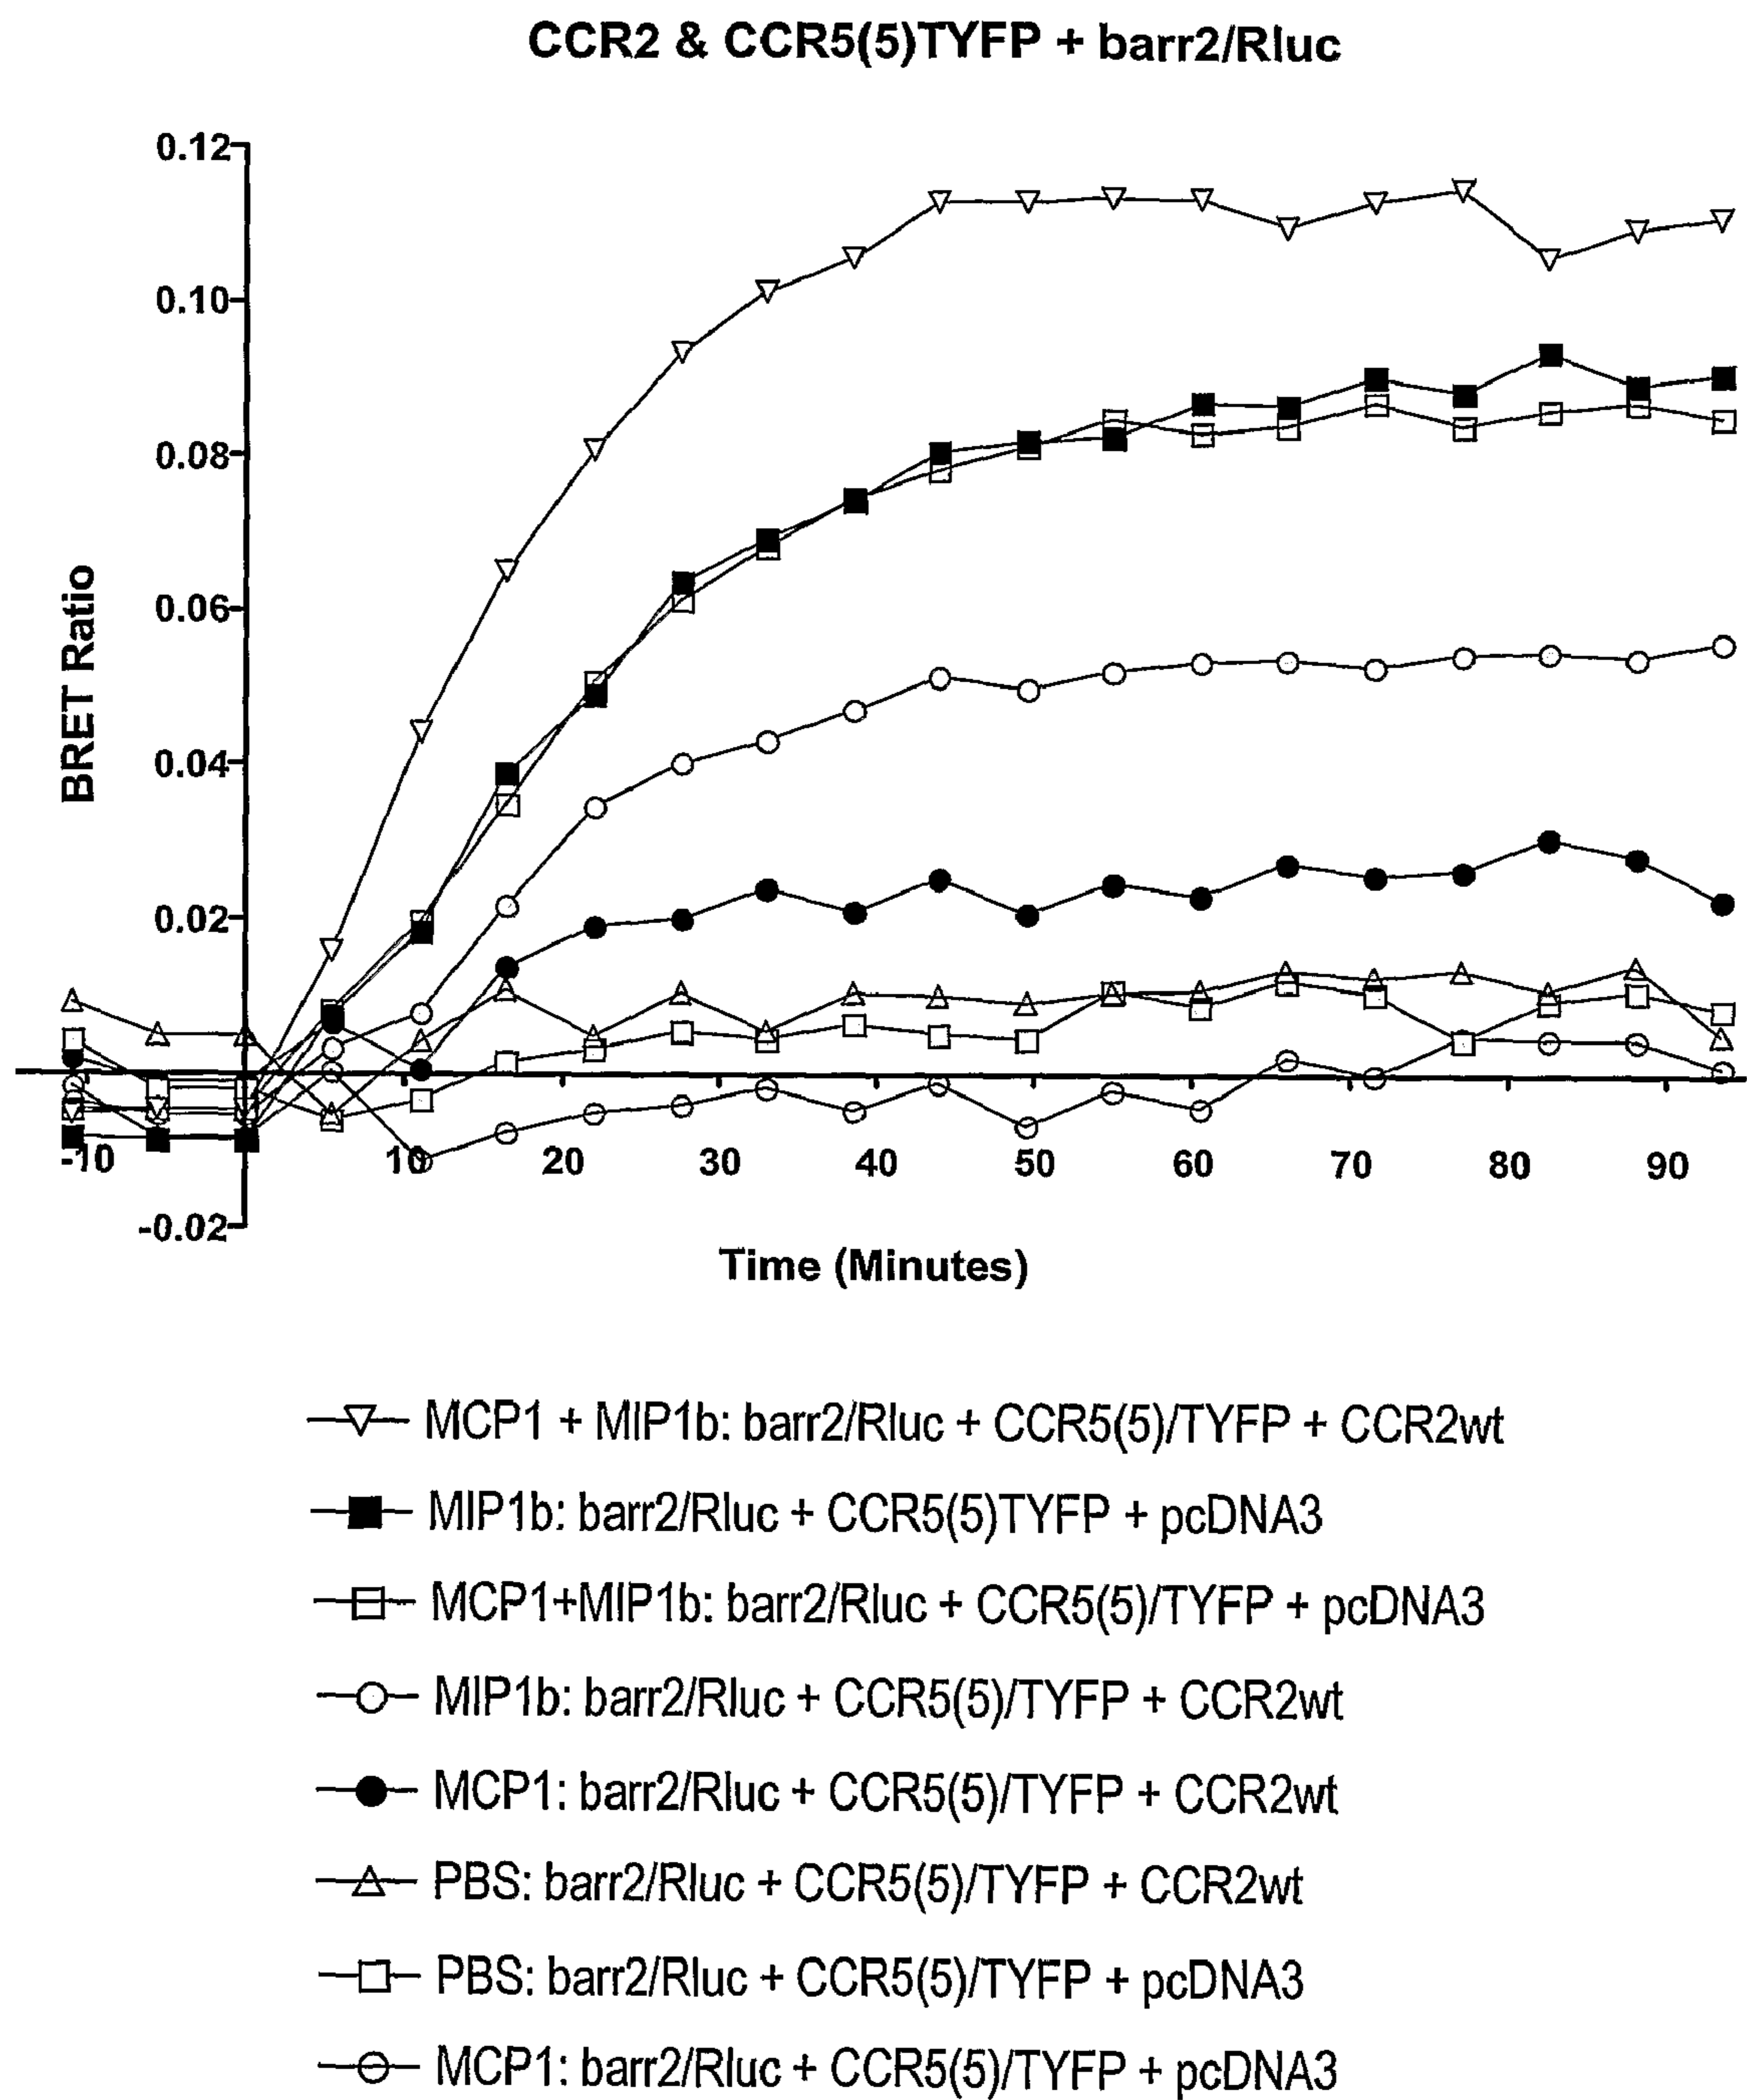 CCR2 & CCR5(5)TYFP + barr2/Rluc
0.12
0.10
0.08
0.06
0.04
0.02
-0.02
BRET Ratio
-10 10 20 30 40 50 60 70 80 90
Time (Minutes)
MCP1 + MIP1b: barr2/Rluc + CCR5(5)/TYFP + CCR2wt
MIP1b: barr2/Rluc + CCR5(5)TYFP + pcDNA3
MCP1+MIP1b: barr2/Rluc + CCR5(5)/TYFP + pcDNA3
MIP1b: barr2/Rluc + CCR5(5)/TYFP + CCR2wt
MCP1: barr2/Rluc + CCR5(5)/TYFP + CCR2wt
PBS: barr2/Rluc + CCR5(5)/TYFP + CCR2wt
PBS: barr2/Rluc + CCR5(5)/TYFP + pcDNA3
MCP1: barr2/Rluc + CCR5(5)/TYFP + pcDNA3